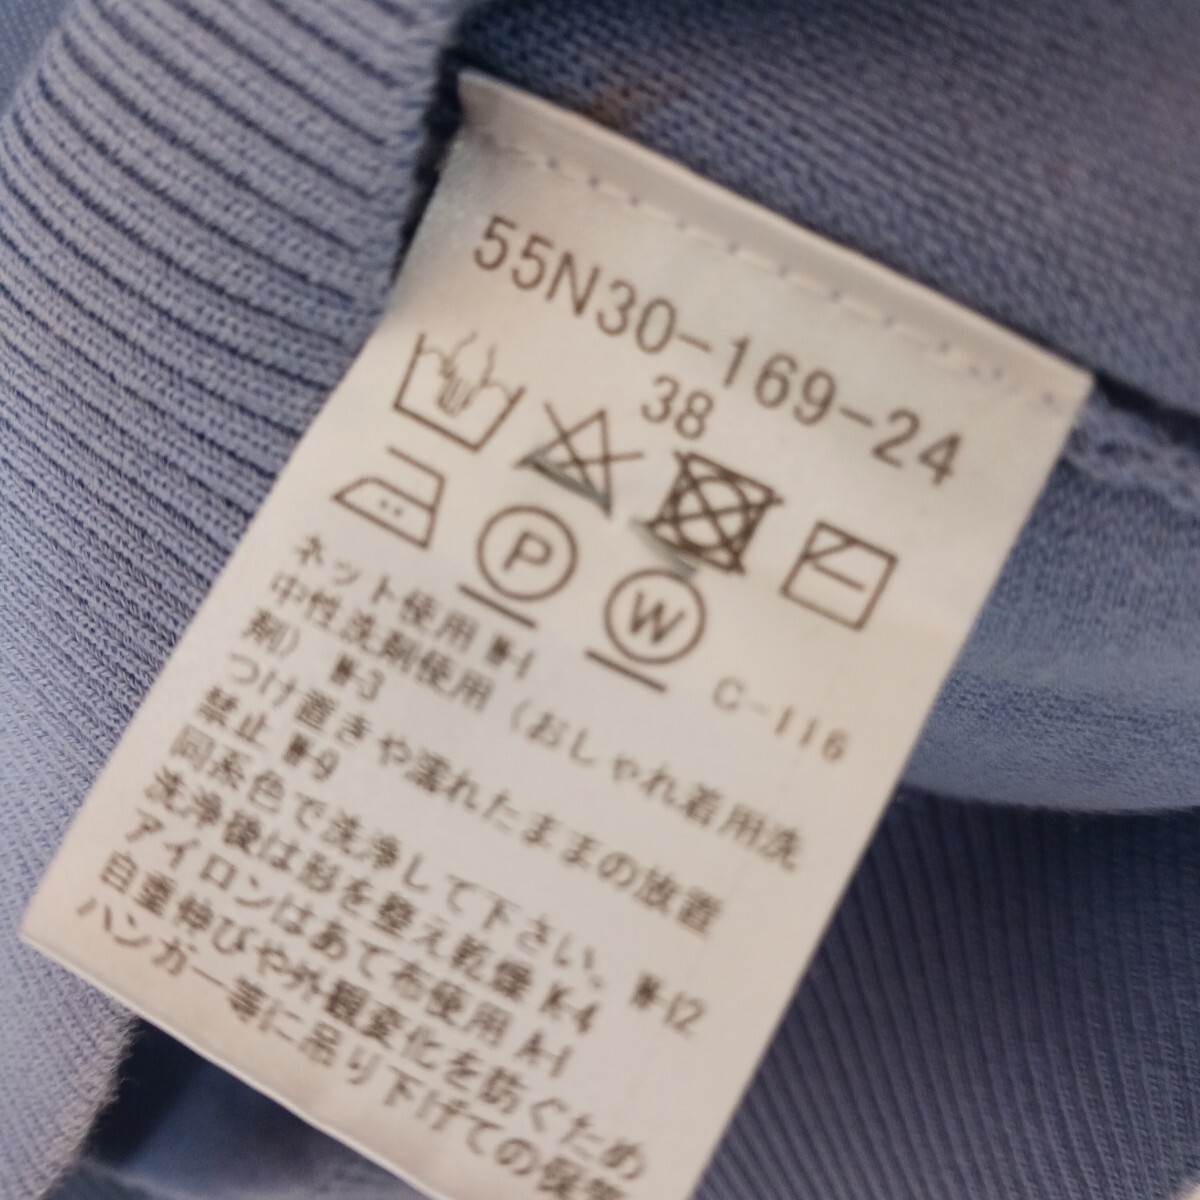 55N30-169-24
38
P
W
C-116
ネット使用 W-1
中性洗剤使用（おしゃれ着用洗
剤） W-3
つけ置きや濡れたままの放置
禁止 W-9
同系色で洗浄して下さい。 W-12
洗浄後は形を整え乾燥 K-4
アイロンはあて布使用 A-1
自重伸びや外観変化を防ぐため
ハンガー等に吊り下げての保管